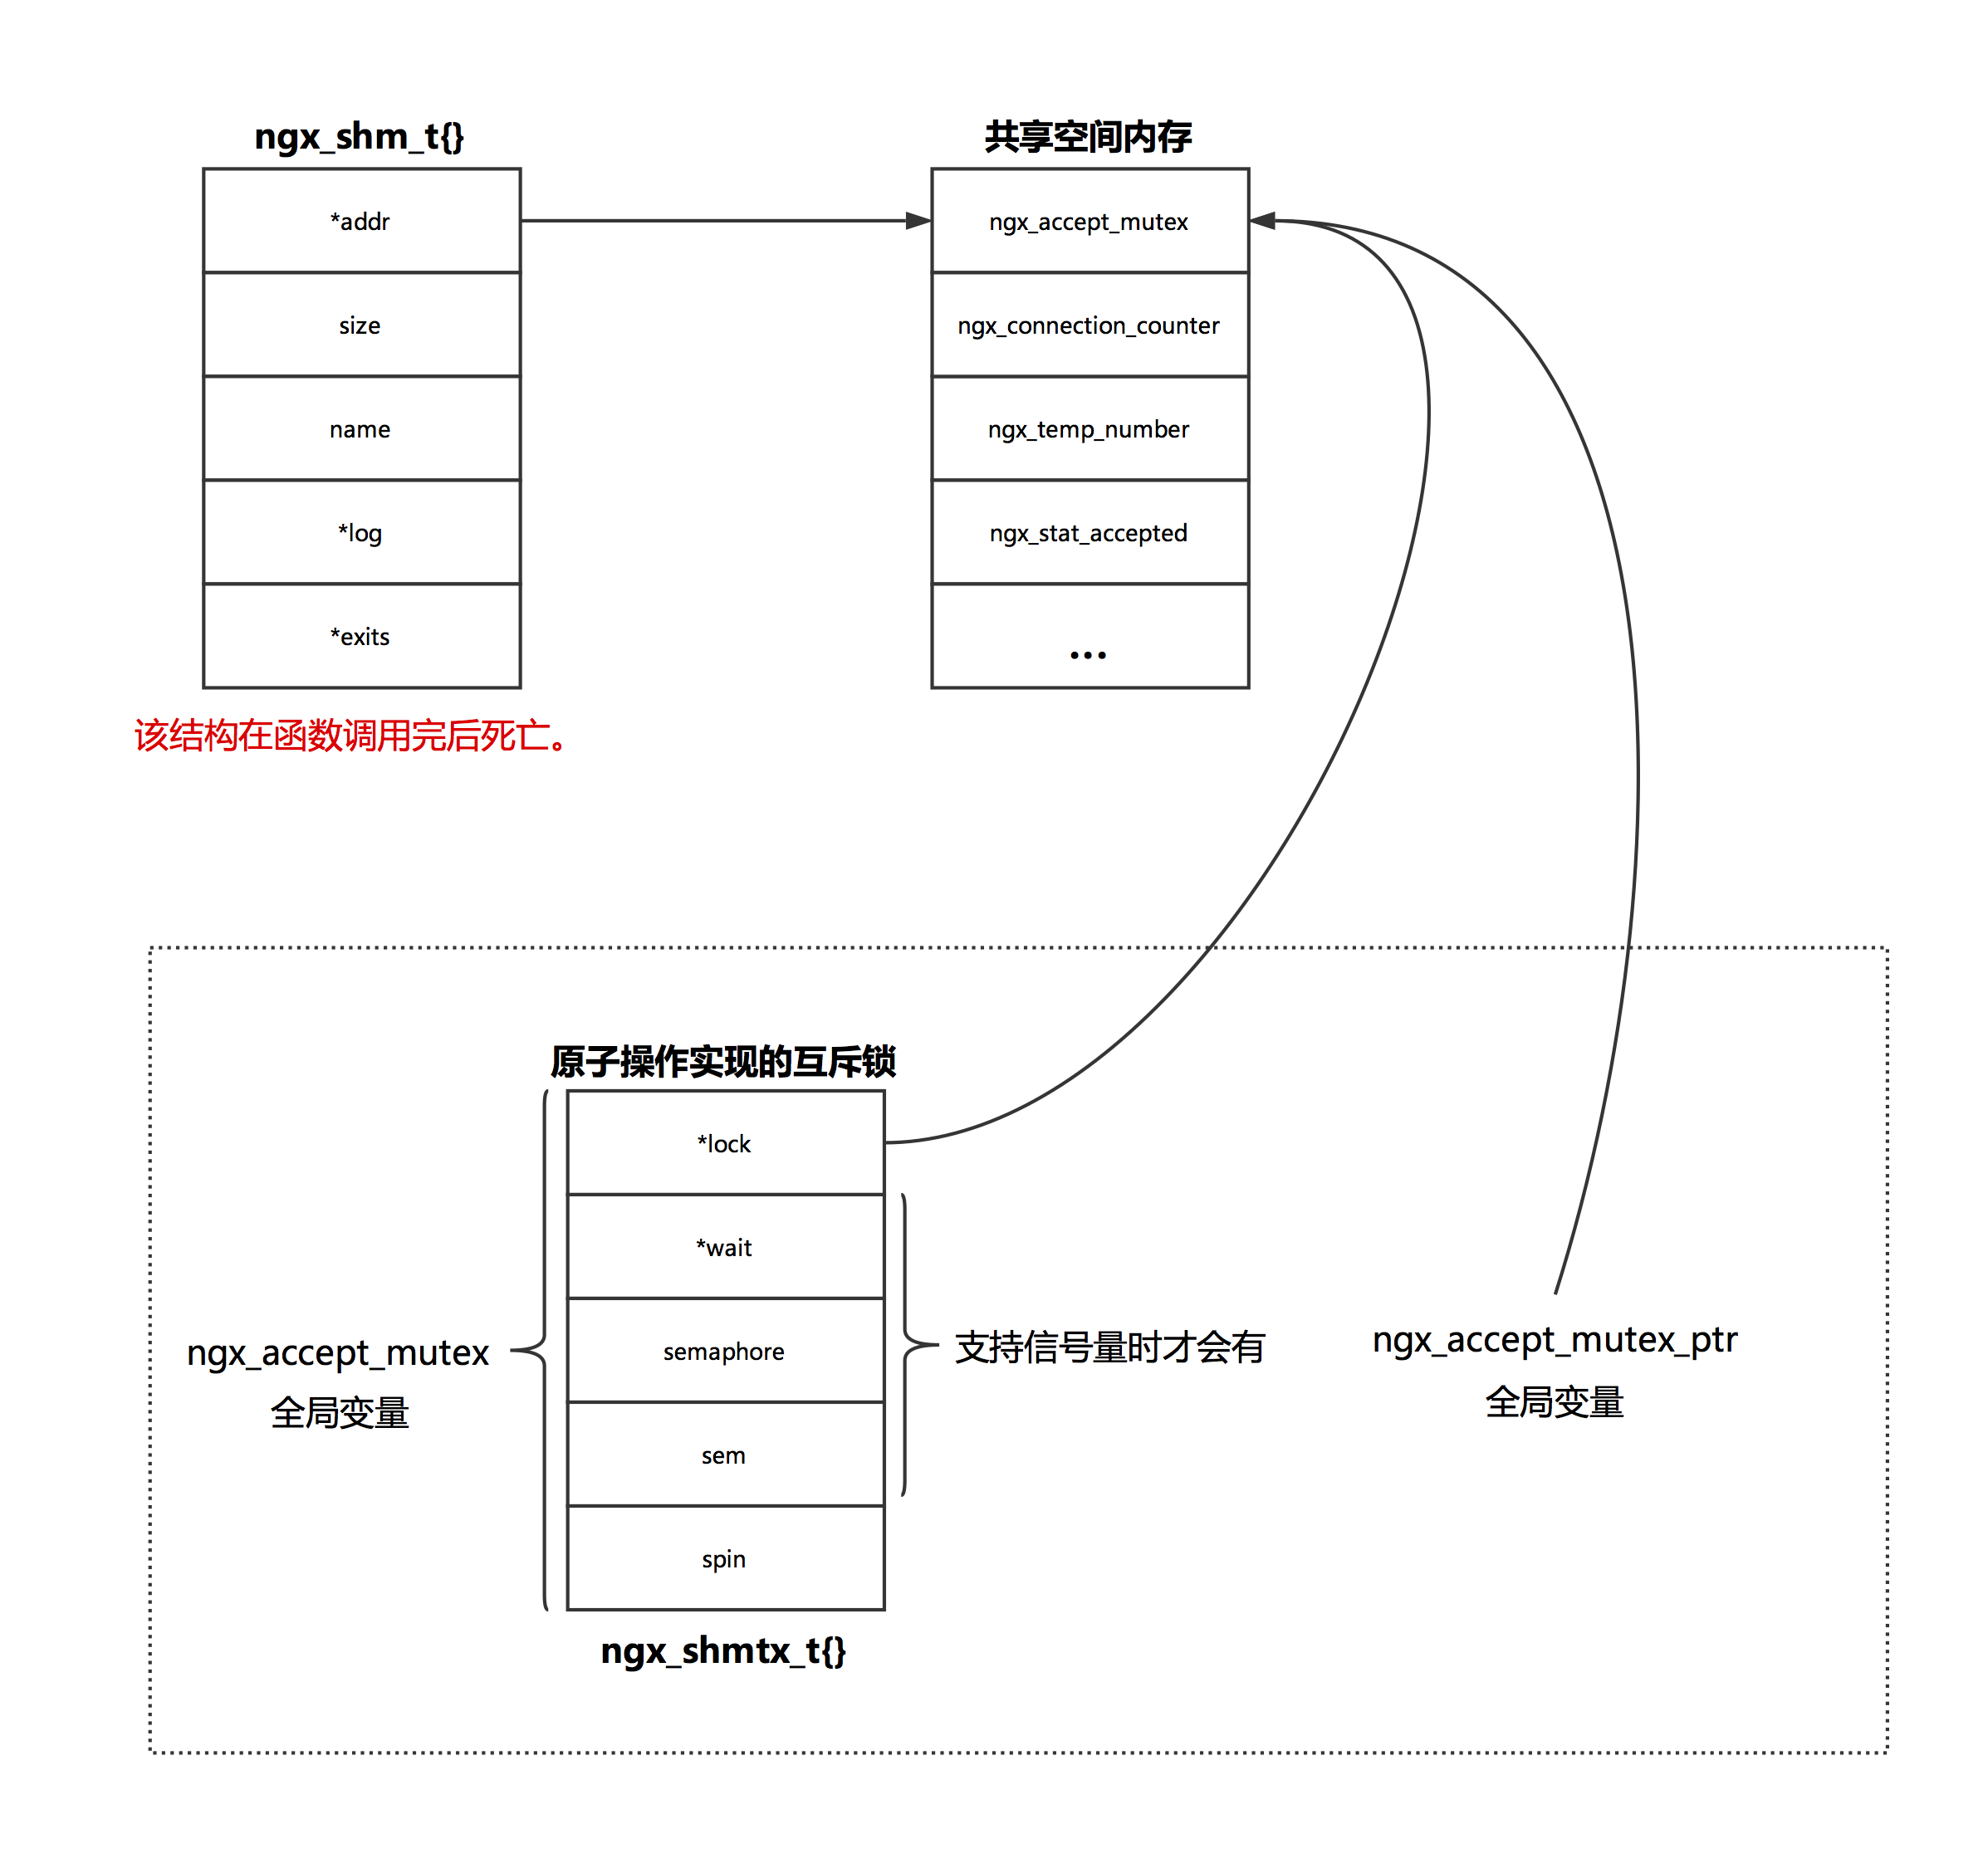 ngx_shm_t{}
*addr
size
name
*log
*exits
该结构在函数调用完后死亡。
共享空间内存
ngx_accept_mutex
ngx_connection_counter
ngx_temp_number
ngx_stat_accepted
...
原子操作实现的互斥锁
*lock
*wait
semaphore
sem
spin
ngx_shmtx_t{}
ngx_accept_mutex
全局变量
支持信号量时才会有
ngx_accept_mutex_ptr
全局变量